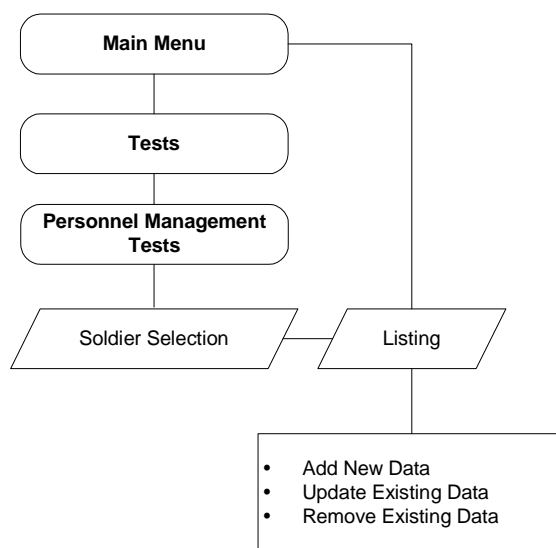 Main Menu
Tests
Personnel Management
Tests
Soldier Selection
Listing
• Add New Data
• Update Existing Data
• Remove Existing Data